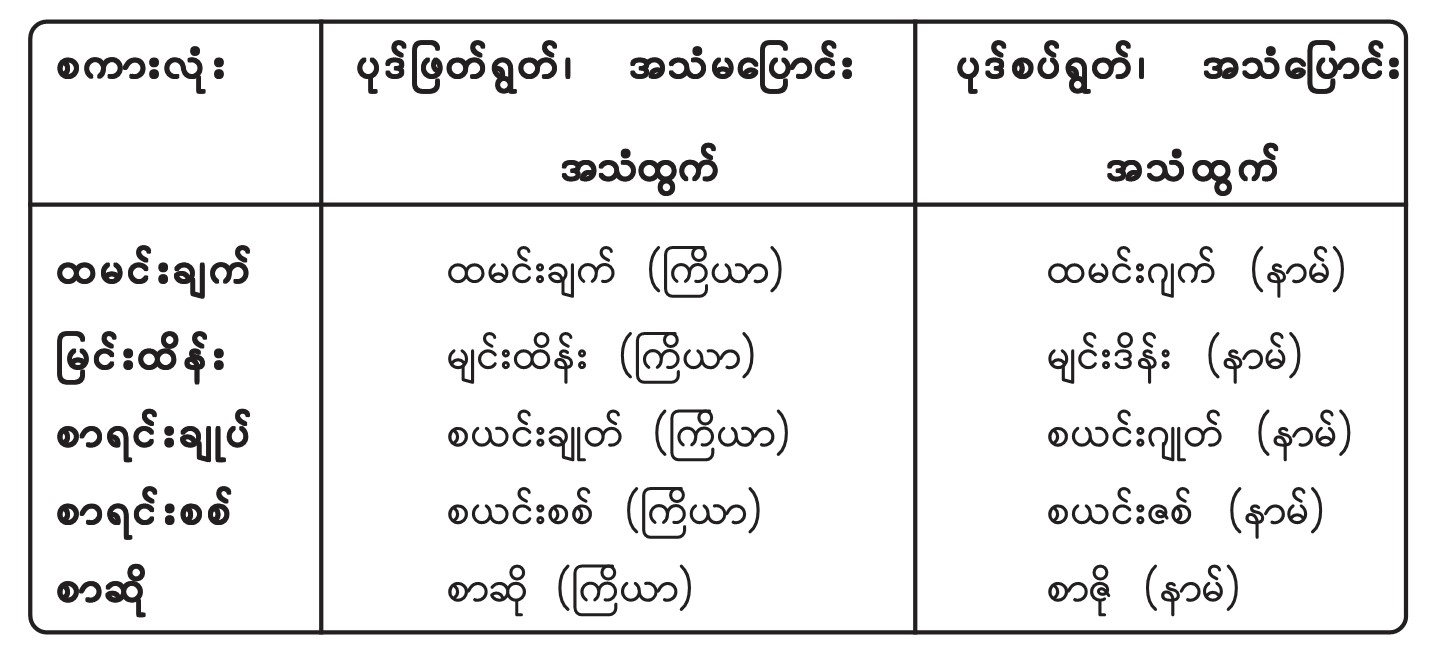 စကားလုံး ပုဒ်ဖြတ်ရွတ်၊ အသံမပြောင်း ပုဒ်စပ်ရွတ်၊ အသံပြောင်း
အသံထွက် အသံထွက်
ထမင်းချက် ထမင်းချက် (ကြိယာ) ထမင်းဂျက် (နာမ်)
မြင်းထိန်း မျင်းထိန်း (ကြိယာ) မျင်းဒိန်း (နာမ်)
စာရင်းချုပ် စယင်းချုတ် (ကြိယာ) စယင်းဂျုတ် (နာမ်)
စာရင်းစစ် စယင်းစစ် (ကြိယာ) စယင်းဇစ် (နာမ်)
စာဆို စာဆို (ကြိယာ) စာဇို (နာမ်)